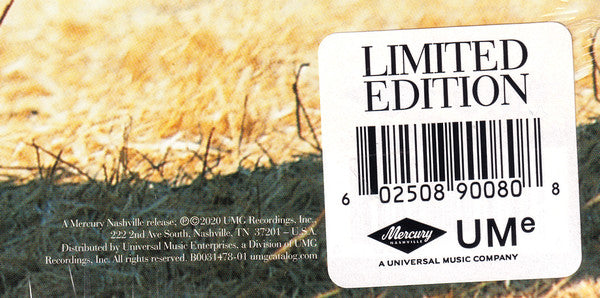 LIMITED
EDITION
6 02508 90080 8
Mercury
NASHVILLE
UMe
A UNIVERSAL MUSIC COMPANY
A Mercury Nashville release; ℗©2020 UMG Recordings, Inc.,
222 2nd Ave South, Nashville, TN 37201 – U.S.A.
Distributed by Universal Music Enterprises, a Division of UMG
Recordings, Inc. All rights reserved. B0031478-01 umgcatalog.com